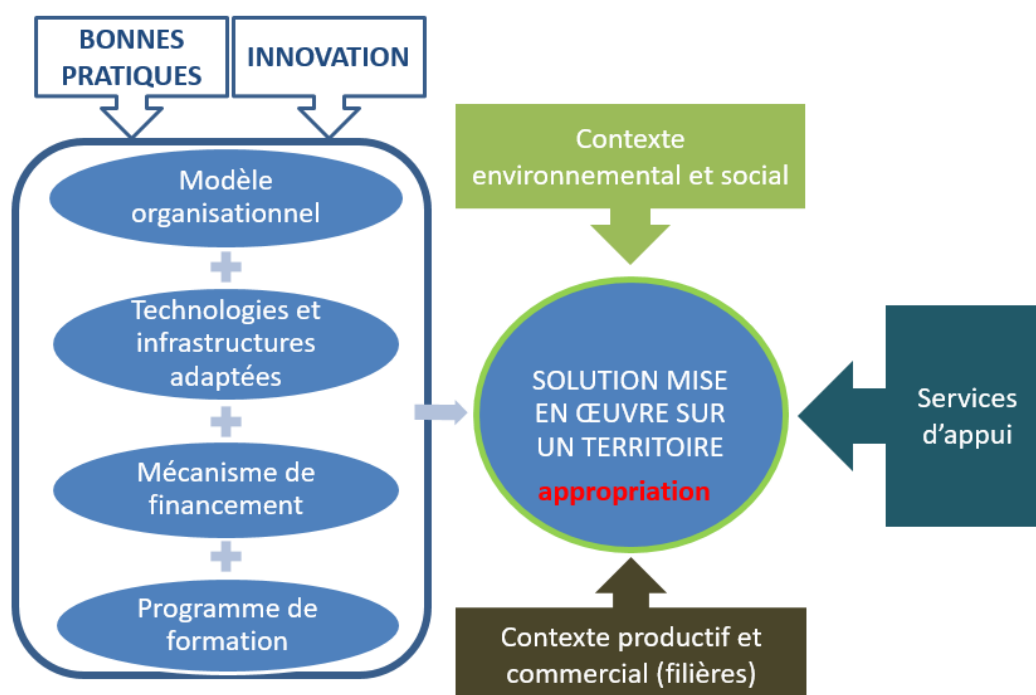 BONNES
PRATIQUES
INNOVATION
Modèle
organisationnel
Technologies et
infrastructures
adaptées
Mécanisme de
financement
Programme de
formation
Contexte
environnemental et social
SOLUTION MISE
EN ŒUVRE SUR
UN TERRITOIRE
appropriation
Services
d’appui
Contexte productif et
commercial (filières)